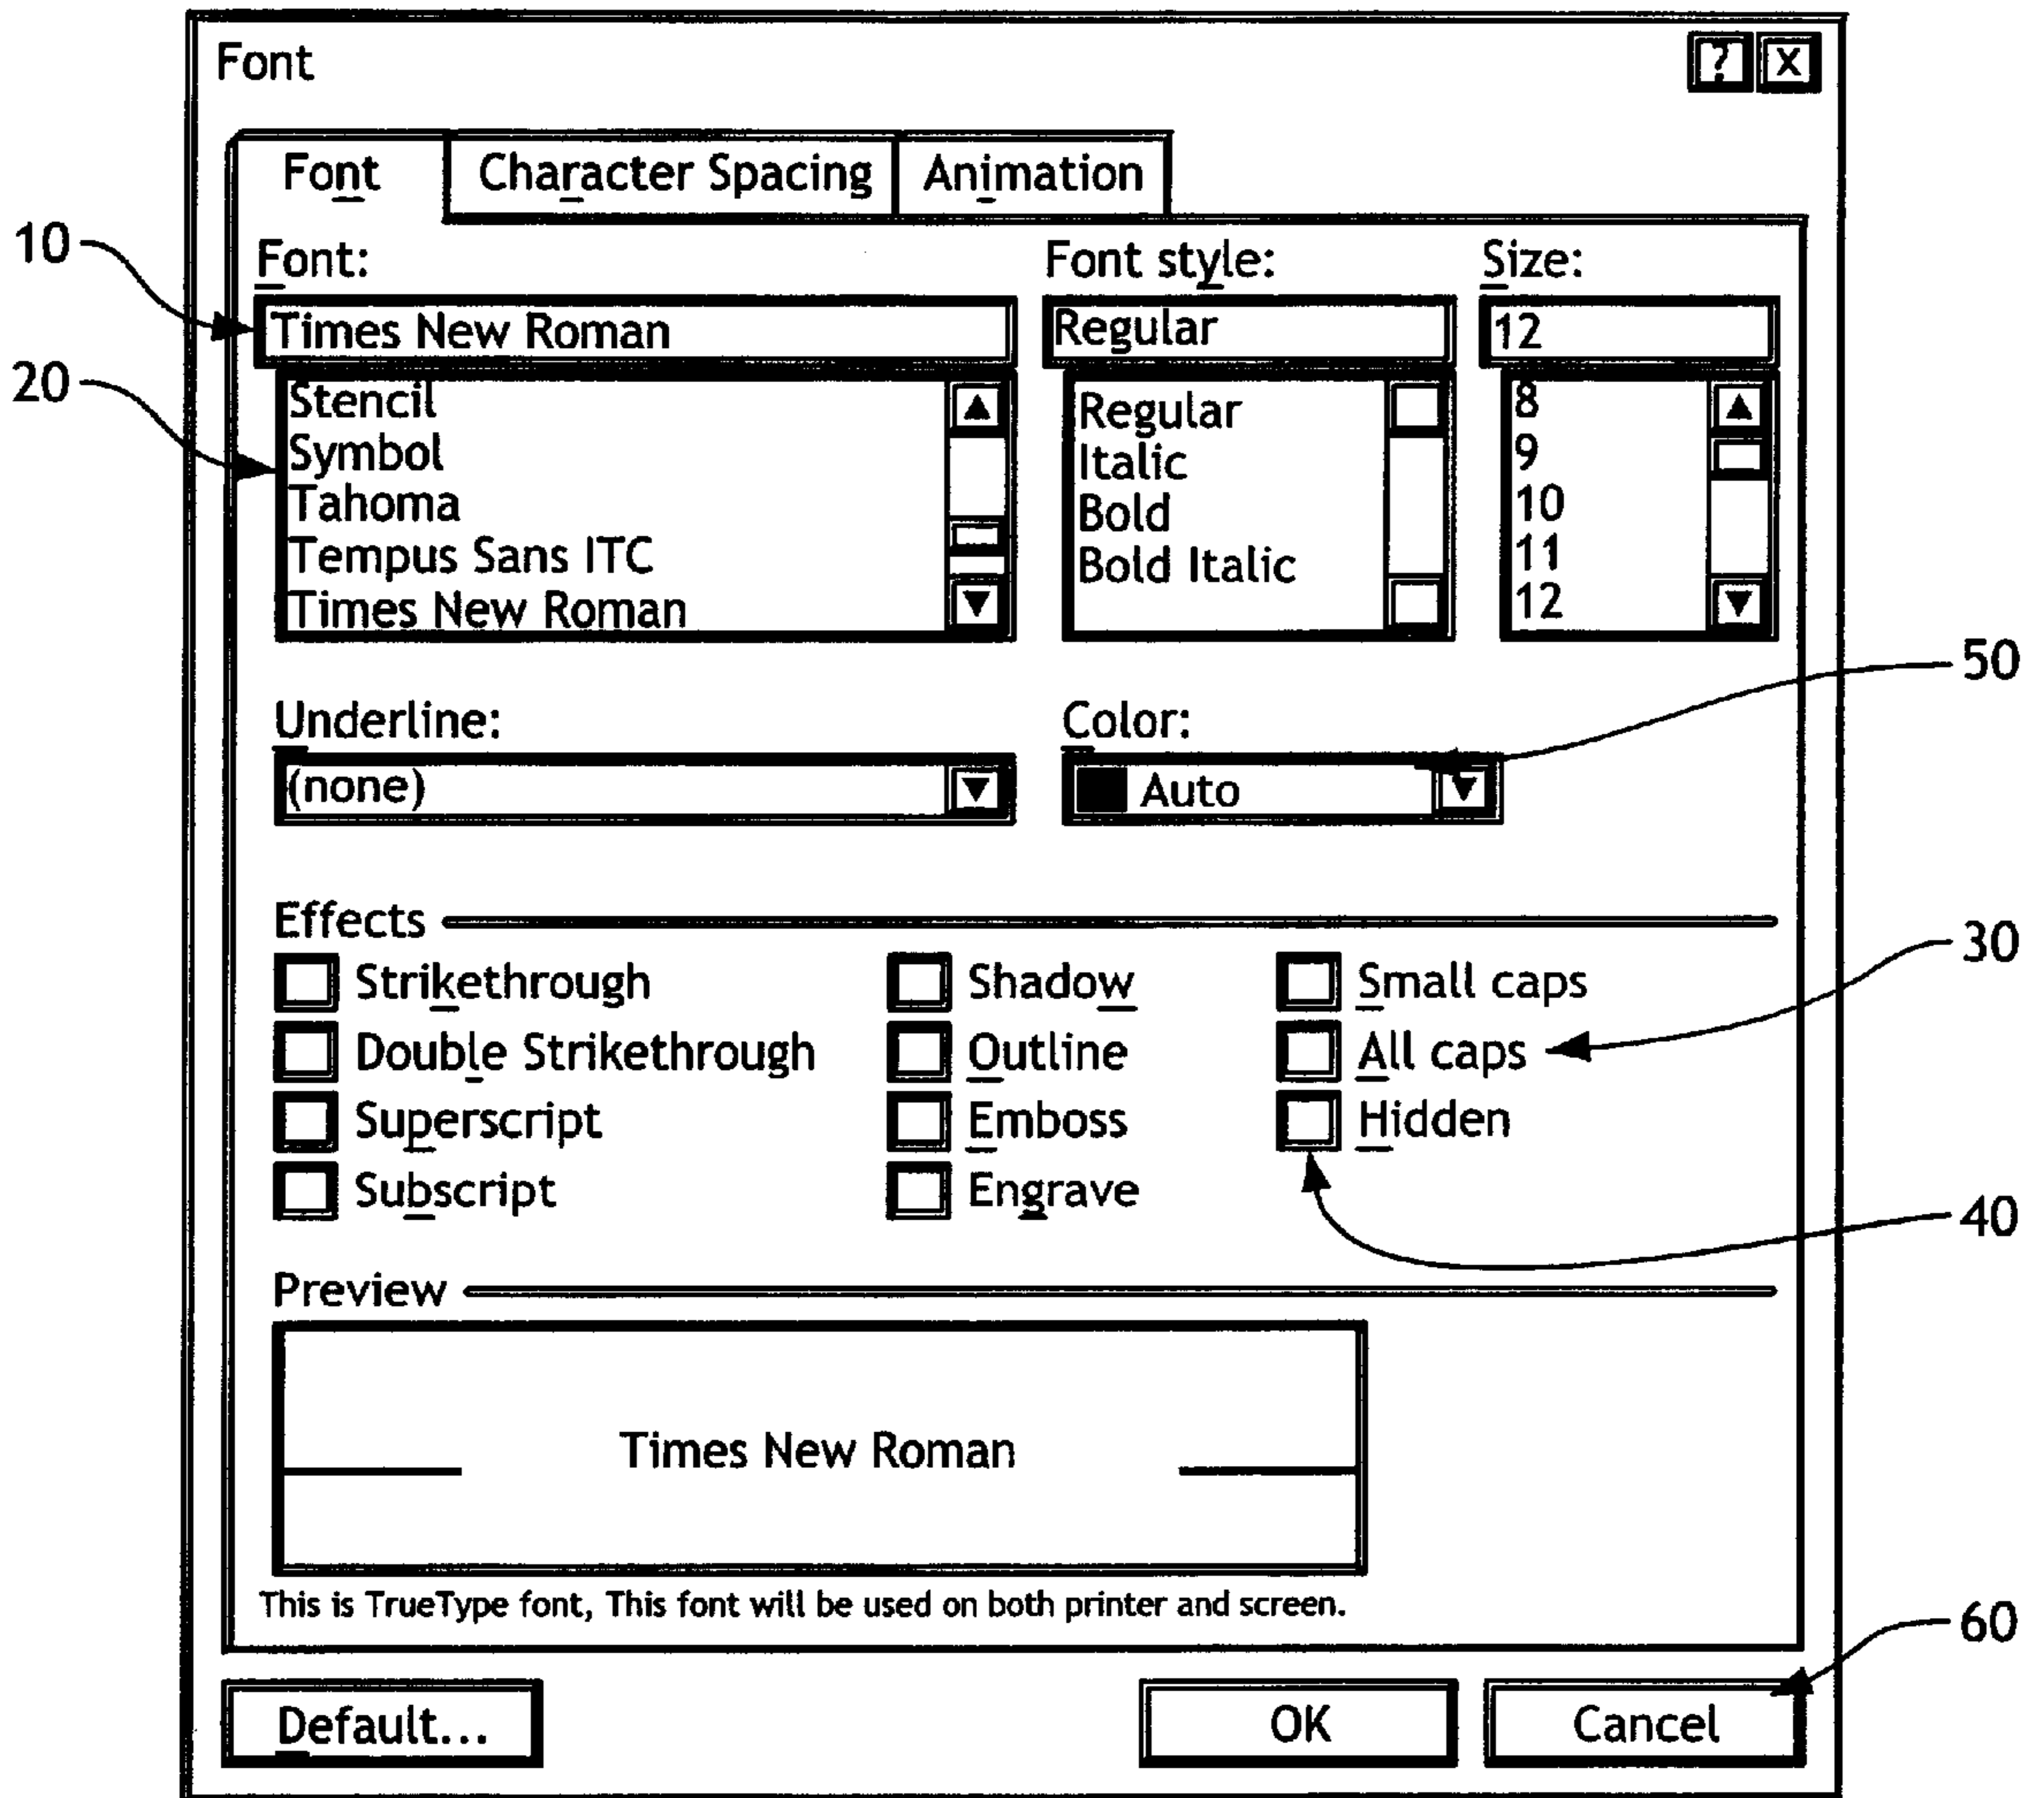 Font ? X
Font Character Spacing Animation
10
Font: Font style: Size:
Times New Roman Regular 12
20
Stencil Regular 8
Symbol Italic 9
Tahoma Bold 10
Tempus Sans ITC Bold Italic 11
Times New Roman 12
50
Underline: Color:
(none) Auto
Effects
30
Strikethrough Shadow Small caps
Double Strikethrough Outline All caps
Superscript Emboss Hidden
Subscript Engrave
40
Preview
Times New Roman
This is TrueType font, This font will be used on both printer and screen.
60
Default... OK Cancel